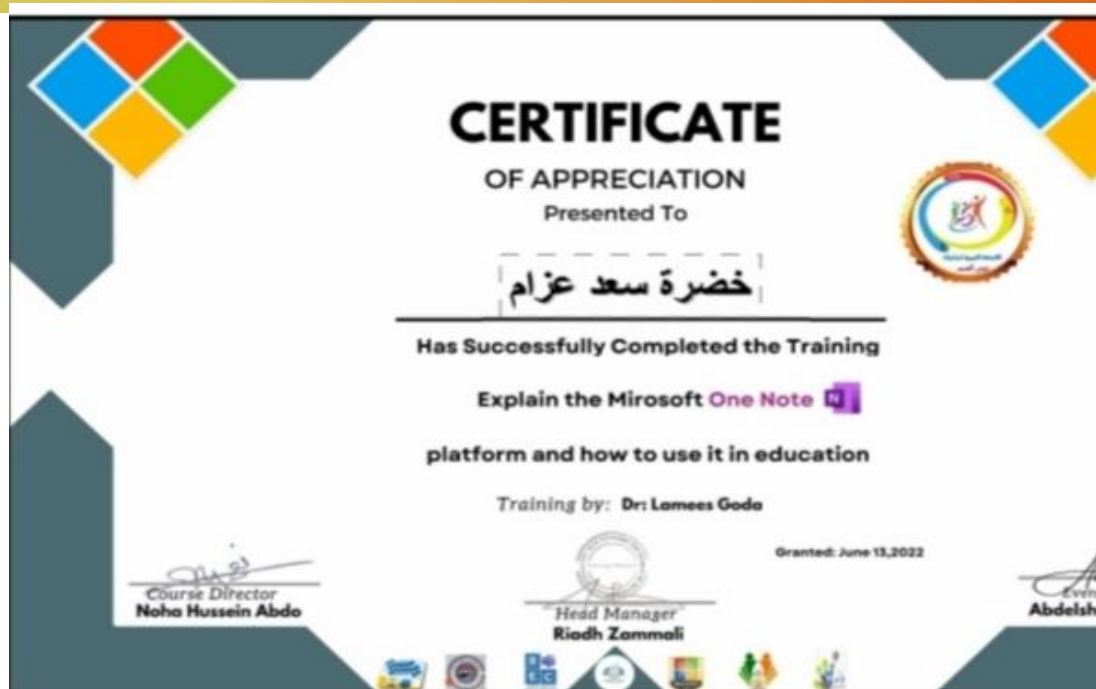 CERTIFICATE
OF APPRECIATION
Presented To
خضرة سعد عزام
Has Successfully Completed the Training
Explain the Mirosoft One Note N
platform and how to use it in education
Training by: Dr: Lamees Goda
Granted: June 13,2022
Course Director
Noha Hussein Abdo
Head Manager
Riadh Zammali
Even
Abdelsh